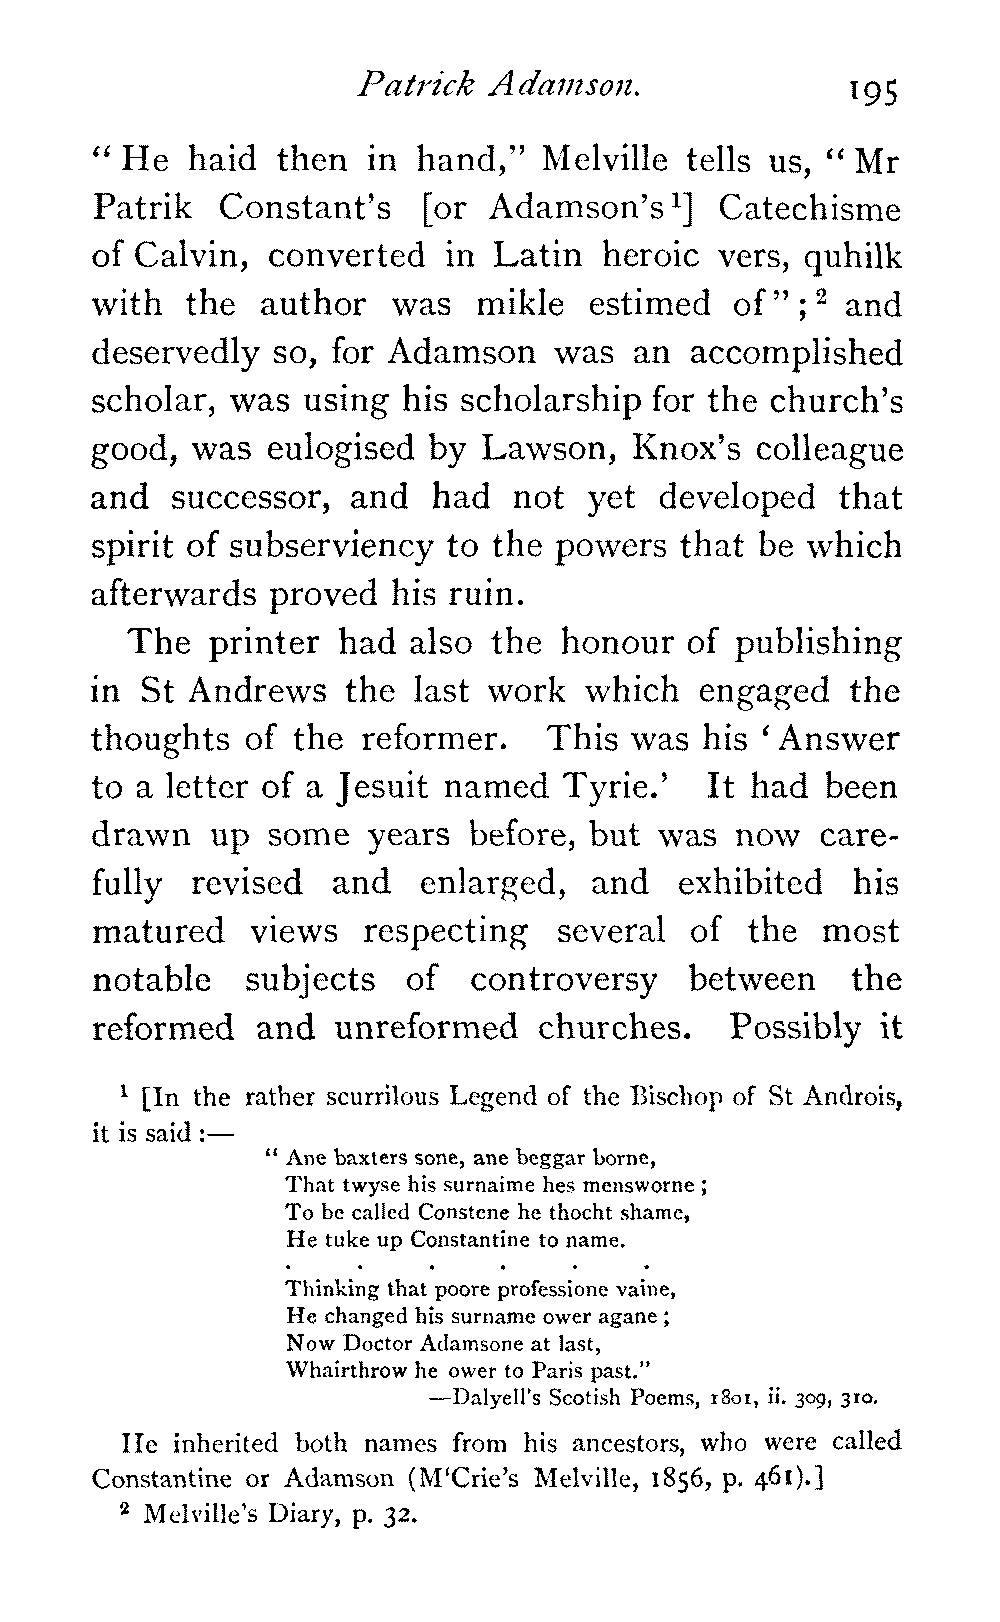 Patrick Adamson. 195
“ He haid then in hand,” Melville tells us, “ Mr
Patrik Constant’s [or Adamson’s ¹] Catechisme
of Calvin, converted in Latin heroic vers, quhilk
with the author was mikle estimed of” ; ² and
deservedly so, for Adamson was an accomplished
scholar, was using his scholarship for the church’s
good, was eulogised by Lawson, Knox’s colleague
and successor, and had not yet developed that
spirit of subserviency to the powers that be which
afterwards proved his ruin.
The printer had also the honour of publishing
in St Andrews the last work which engaged the
thoughts of the reformer. This was his ‘ Answer
to a letter of a Jesuit named Tyrie.’ It had been
drawn up some years before, but was now care-
fully revised and enlarged, and exhibited his
matured views respecting several of the most
notable subjects of controversy between the
reformed and unreformed churches. Possibly it
¹ [In the rather scurrilous Legend of the Bischop of St Androis,
it is said :—
“ Ane baxters sone, ane beggar borne,
That twyse his surnaime hes mensworne ;
To be called Constene he thocht shame,
He tuke up Constantine to name.
. . . . . .
Thinking that poore professione vaine,
He changed his surname ower agane ;
Now Doctor Adamsone at last,
Whairthrow he ower to Paris past.”
—Dalyell’s Scotish Poems, 1801, ii. 309, 310.
He inherited both names from his ancestors, who were called
Constantine or Adamson (M‘Crie’s Melville, 1856, p. 461).]
² Melville’s Diary, p. 32.